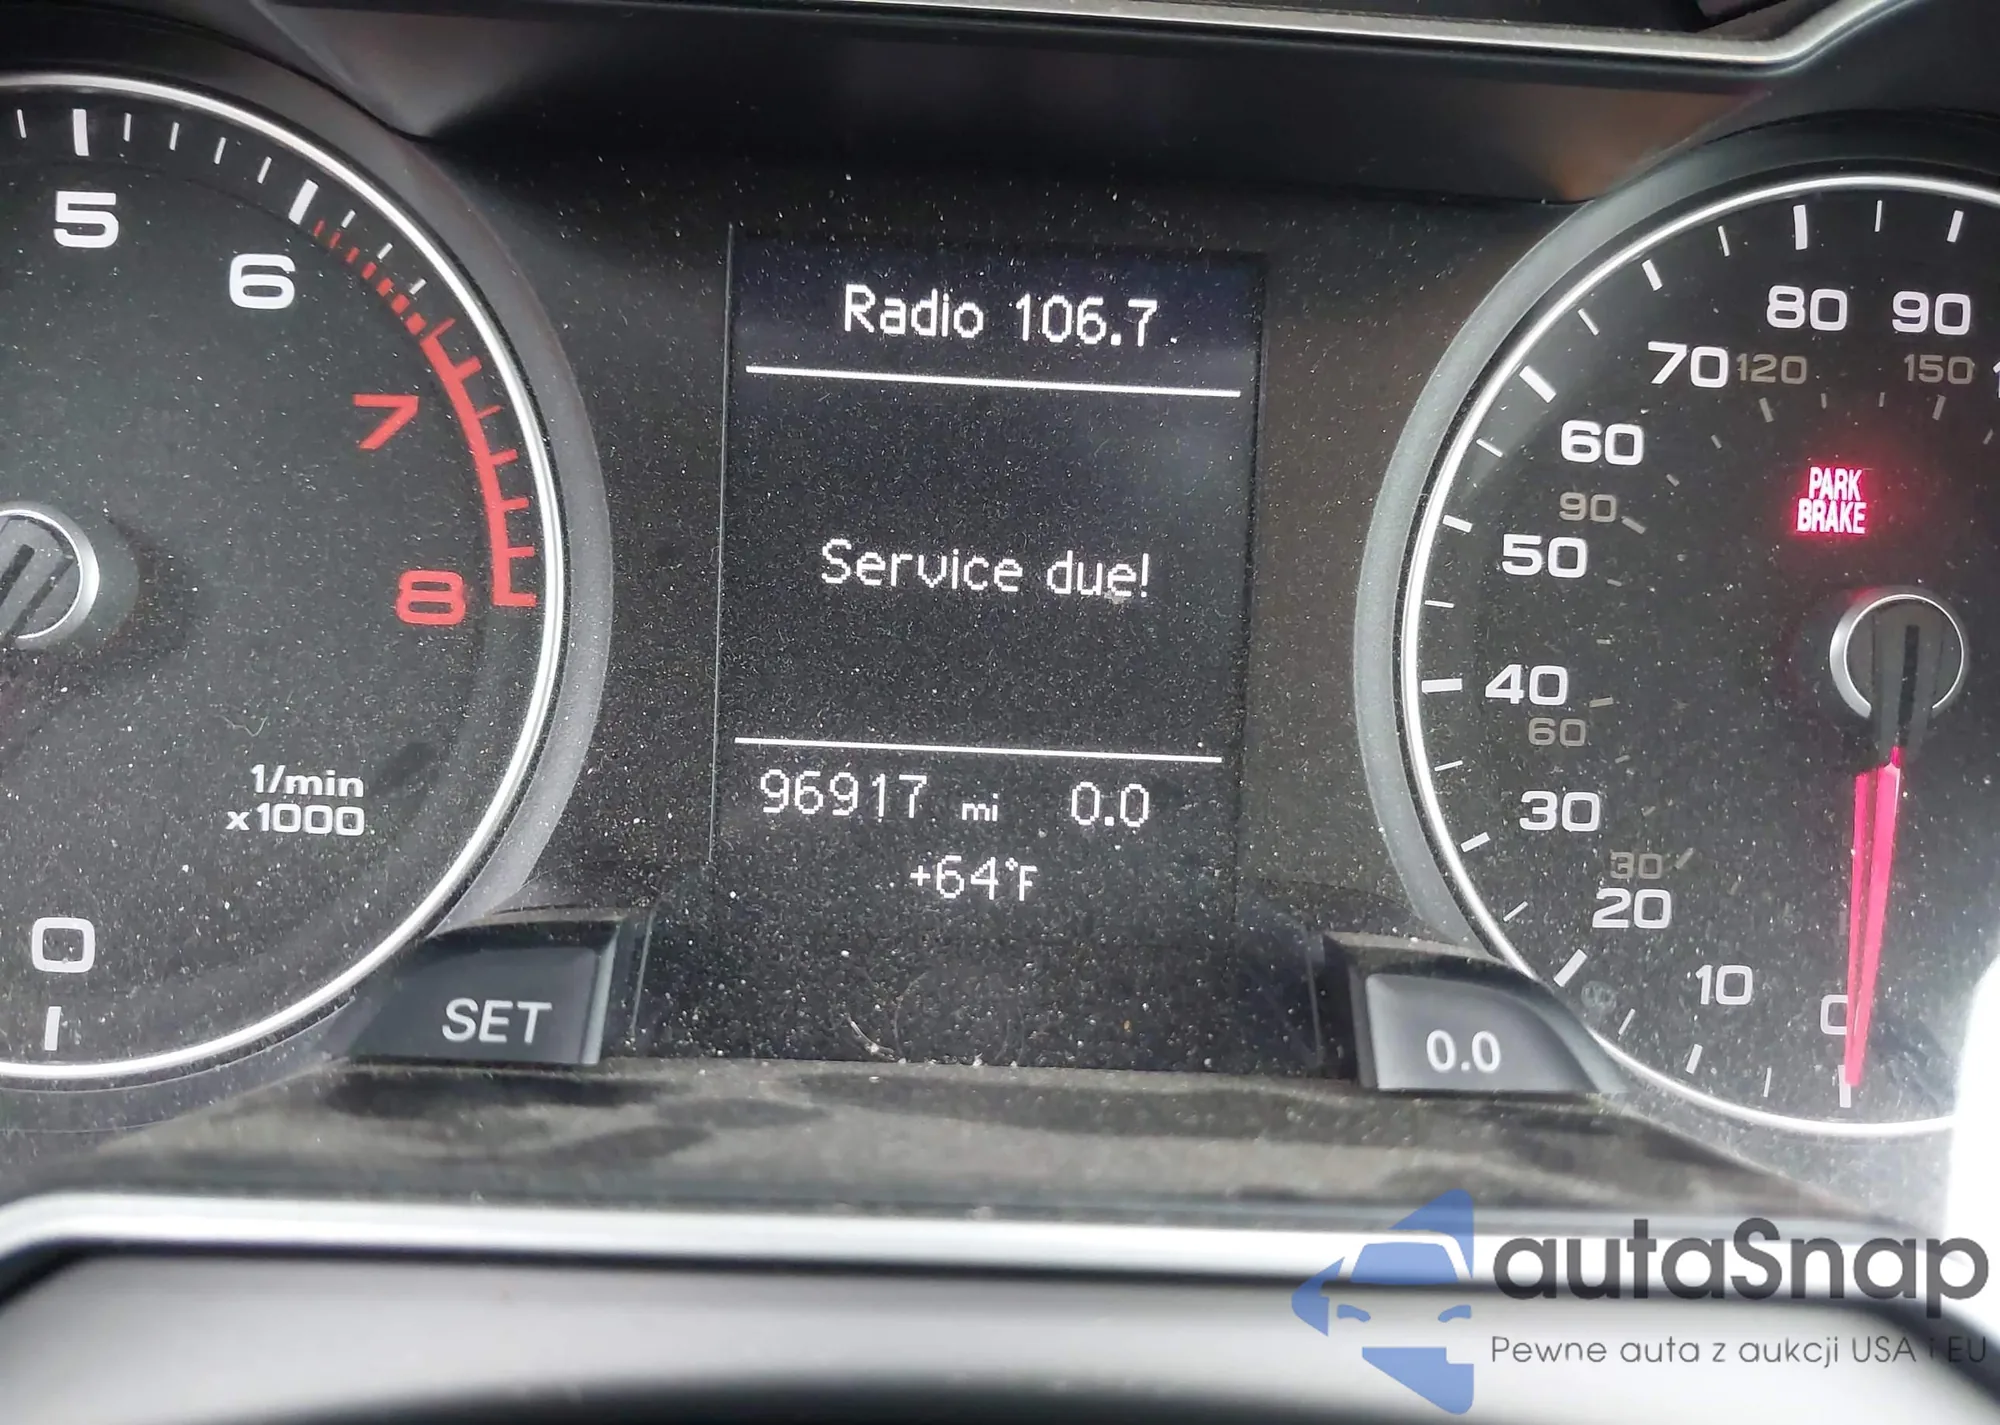 5
6
7
8
1/min
x1000
0
SET
Radio 106.7
Service due!
96917 mi 0.0
+64°F
80 90
70 120 150
60
90
50
40
60
30
30
20
10
0
PARK
BRAKE
0.0
autaSnap
Pewne auta z aukcji USA i EU